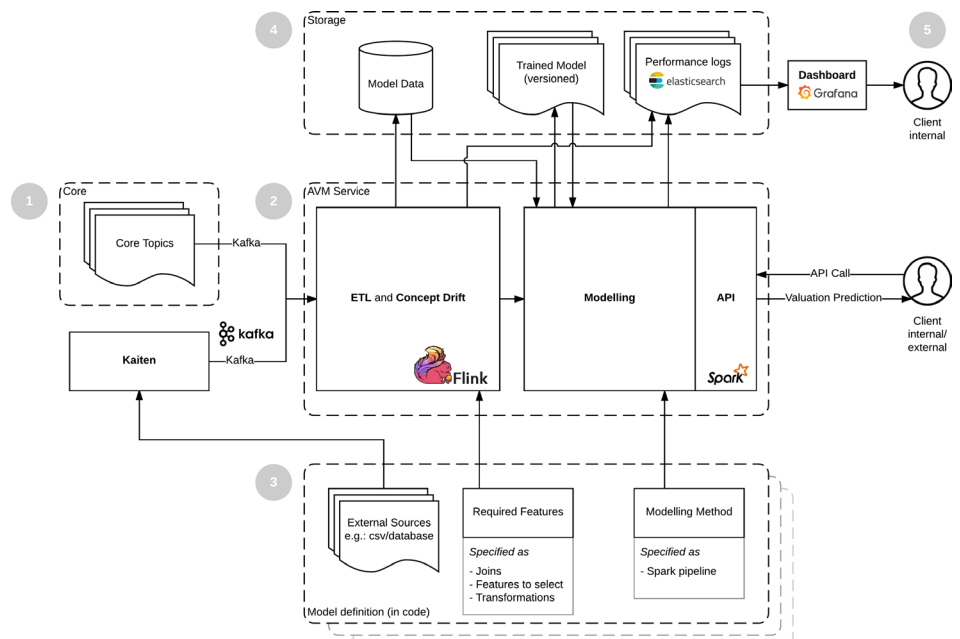 4
Storage
5
Model Data
Trained Model
(versioned)
Performance logs
elasticsearch
Dashboard
Grafana
Client
internal
1
Core
Core Topics
Kafka
2
AVM Service
ETL and Concept Drift
Flink
Modelling
API
Spark
API Call
Valuation Prediction
Client
internal/
external
kafka
Kaiten
Kafka
3
External Sources
e.g.: csv/database
Required Features
Specified as
- Joins
- Features to select
- Transformations
Modelling Method
Specified as
- Spark pipeline
Model definition (in code)